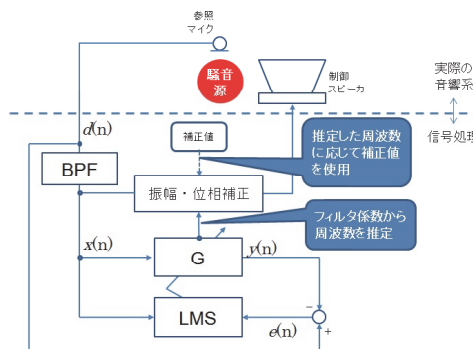 参照
マイク
騒音
源
制御
スピーカ
実際の
音響系
信号処理
d(n)
補正値
推定した周波数
に応じて補正値
を使用
BPF
振幅・位相補正
フィルタ係数から
周波数を推定
x(n)
G
y(n)
−
LMS
e(n)
+